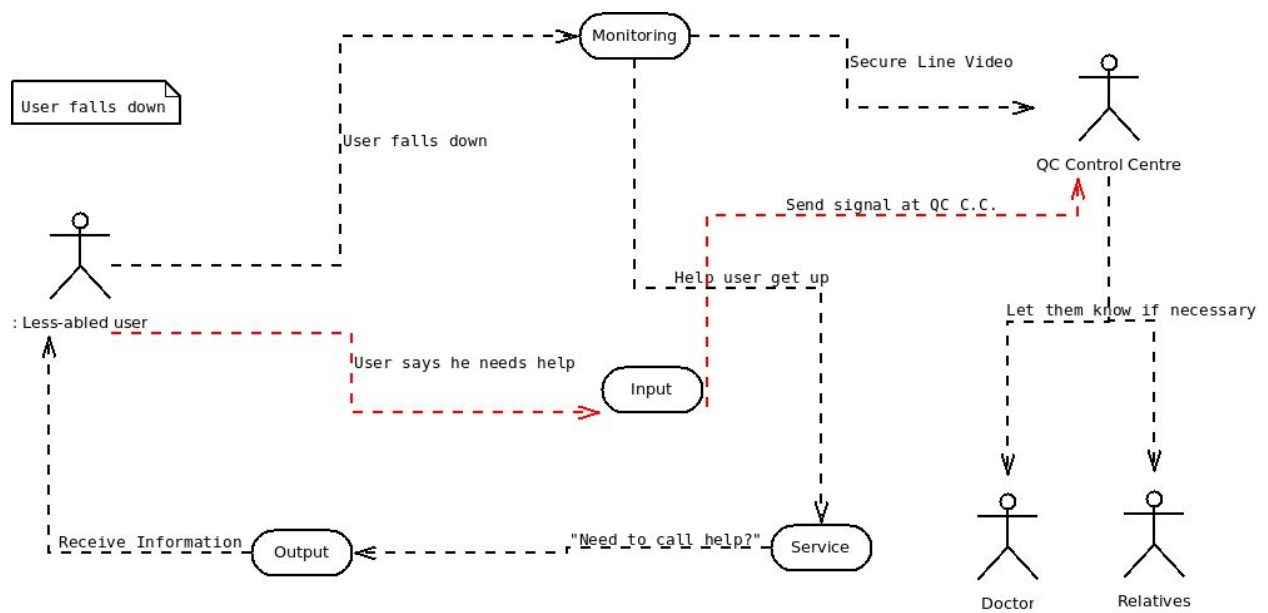 Monitoring
Secure Line Video
User falls down
User falls down
QC Control Centre
Send signal at QC C.C.
Help user get up
Let them know if necessary
: Less-abled user
User says he needs help
Input
"Need to call help?"
Receive Information
Output
Service
Doctor
Relatives